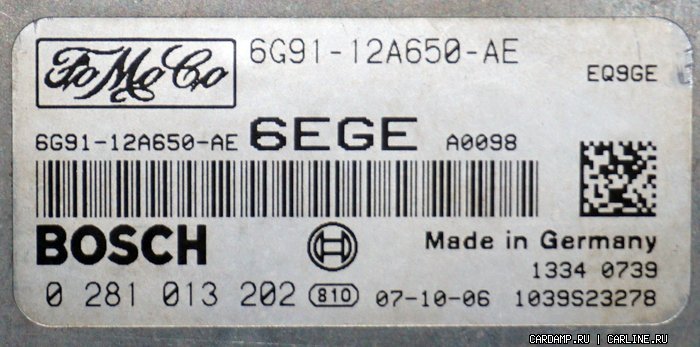 FoMoCo 6G91-12A650-AE
EQ9GE
6G91-12A650-AE 6EGE A0098
BOSCH Made in Germany
1334 0739
0 281 013 202 810 07-10-06 1039S23278
CARDAMP.RU | CARLINE.RU